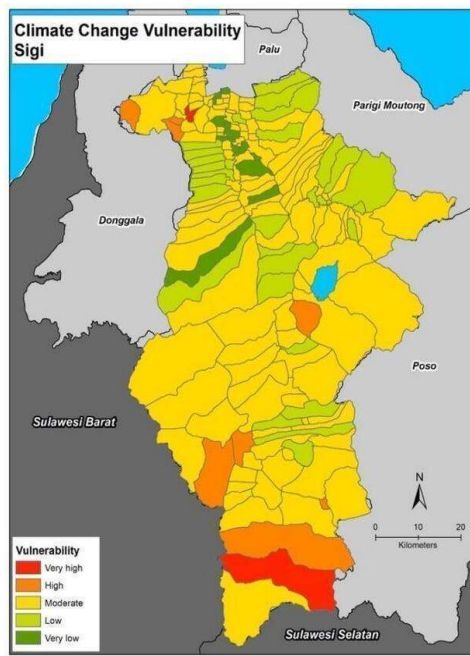 Climate Change Vulnerability
Sigi
Palu
Parigi Moutong
Donggala
Poso
Sulawesi Barat
N
0 10 20
Kilometers
Vulnerability
Very high
High
Moderate
Low
Very low
Sulawesi Selatan